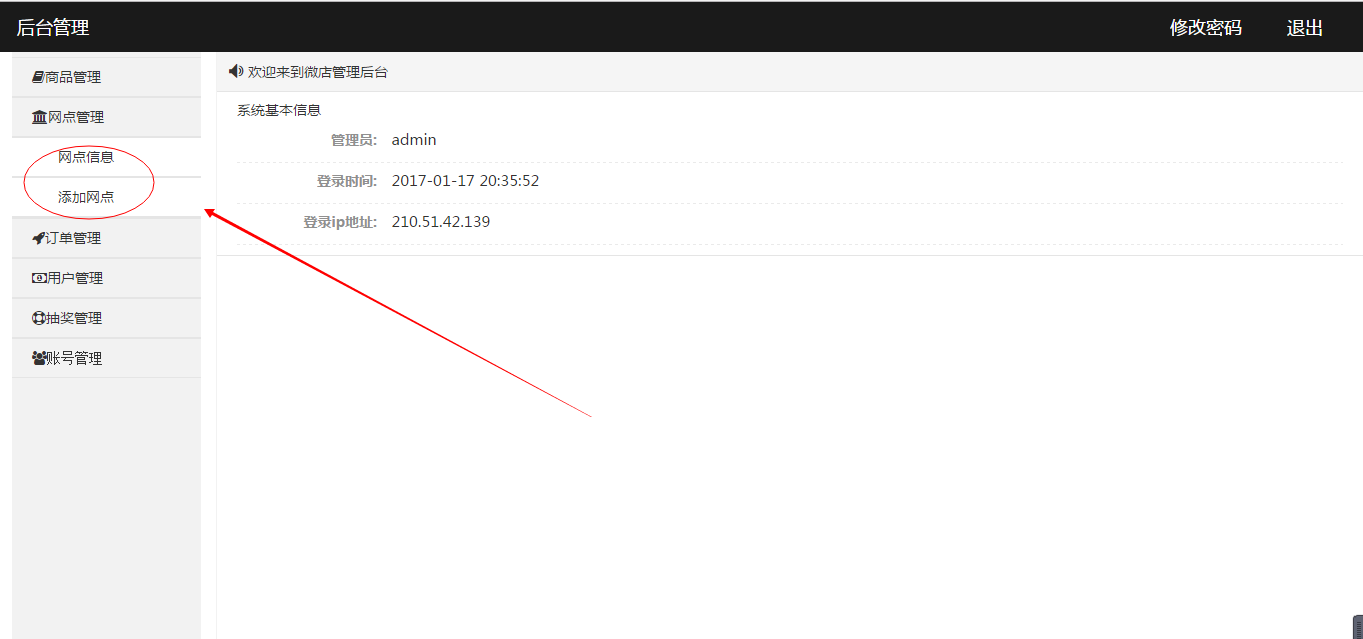 后台管理
修改密码
退出
商品管理
网点管理
网点信息
添加网点
订单管理
用户管理
抽奖管理
账号管理
欢迎来到微店管理后台
系统基本信息
管理员: admin
登录时间: 2017-01-17 20:35:52
登录ip地址: 210.51.42.139